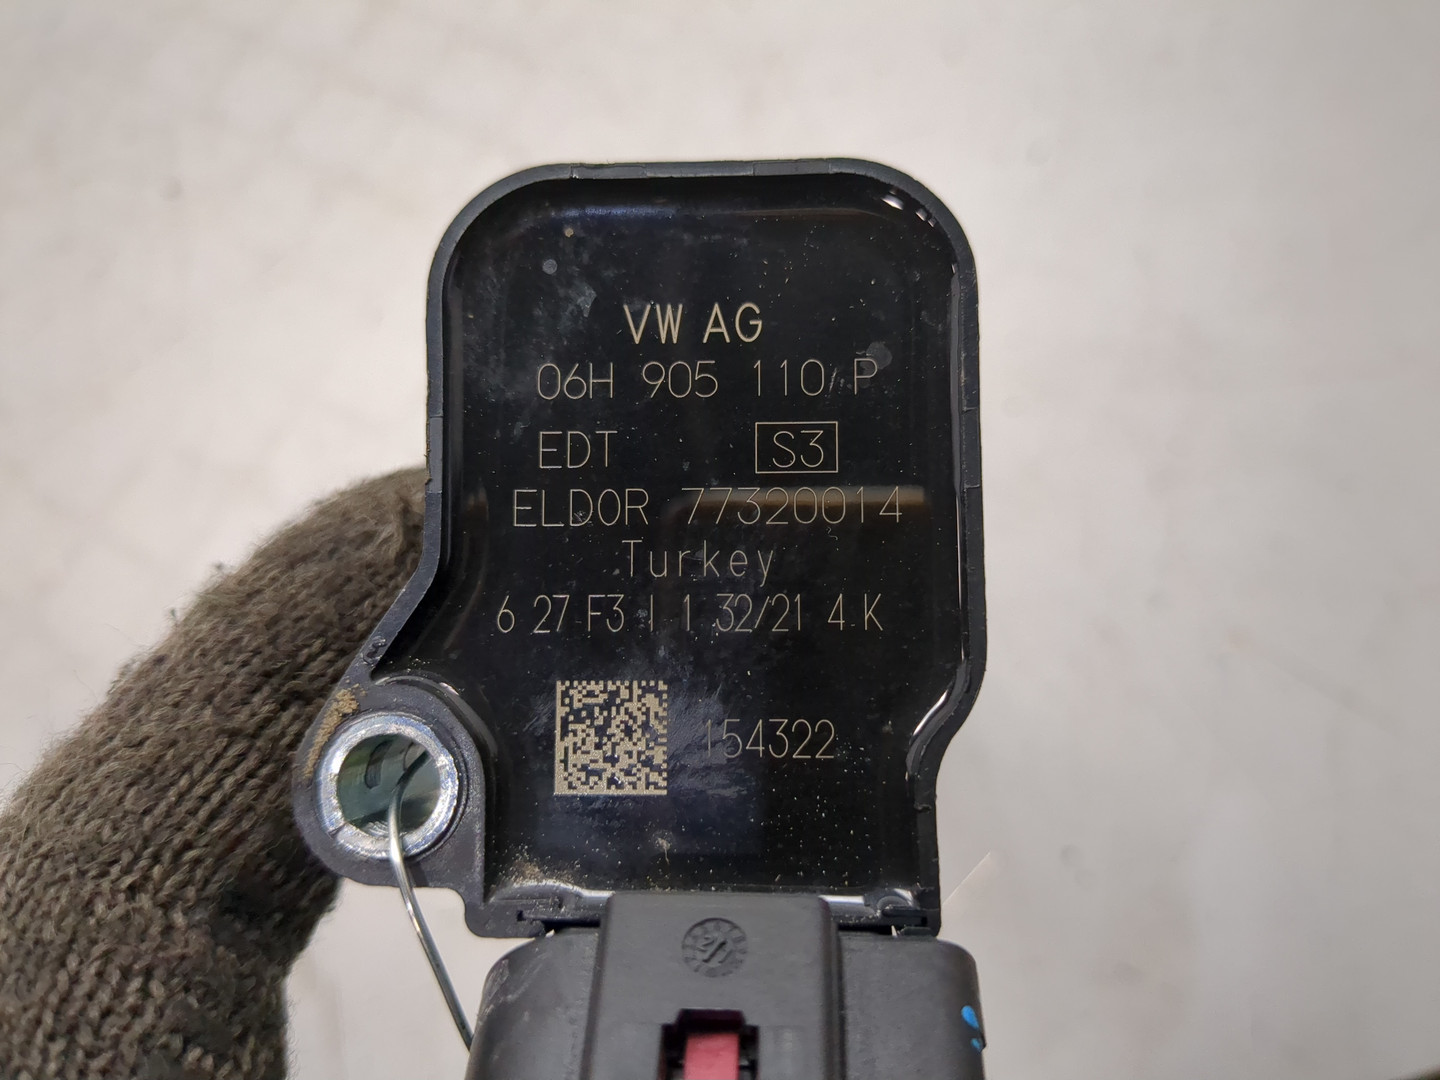 VW AG
06H 905 110 P
EDT S3
ELDOR 77320014
Turkey
6 27 F3 I 1 32/21 4 K
154322